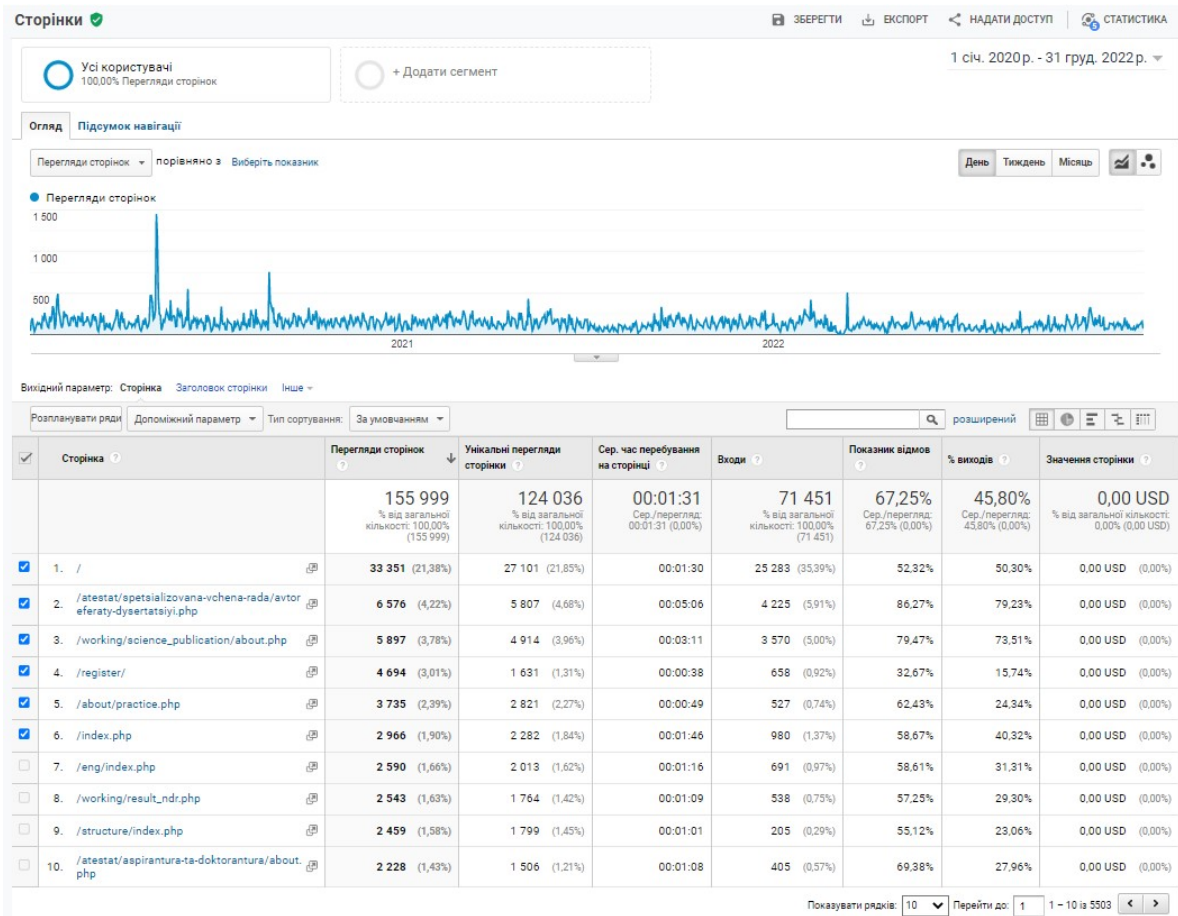 Сторінки
ЗБЕРЕГТИ ЕКСПОРТ НАДАТИ ДОСТУП 5 СТАТИСТИКА
Усі користувачі
100,00% Перегляди сторінок
+ Додати сегмент
1 січ. 2020 р. - 31 груд. 2022 р.
Огляд Підсумок навігації
Перегляди сторінок порівняно з Виберіть показник
День Тиждень Місяць
Перегляди сторінок
1 500
1 000
500
2021 2022
Вихідний параметр: Сторінка Заголовок сторінки Інше
Розпланувати ряди Допоміжний параметр Тип сортування: За умовчанням розширений
Сторінка ? Перегляди сторінок ? Унікальні перегляди сторінки ? Сер. час перебування на сторінці ? Входи ? Показник відмов ? % виходів ? Значення сторінки ?
155 999 124 036 00:01:31 71 451 67,25% 45,80% 0,00 USD
% від загальної кількості: 100,00% (155 999) % від загальної кількості: 100,00% (124 036) Сер./перегляд: 00:01:31 (0,00%) % від загальної кількості: 100,00% (71 451) Сер./перегляд: 67,25% (0,00%) Сер./перегляд: 45,80% (0,00%) % від загальної кількості: 0,00% (0,00 USD)
1. / 33 351 (21,38%) 27 101 (21,85%) 00:01:30 25 283 (35,39%) 52,32% 50,30% 0,00 USD (0,00%)
2. /atestat/spetsializovana-vchena-rada/avtoreferaty-dysertatsiyi.php 6 576 (4,22%) 5 807 (4,68%) 00:05:06 4 225 (5,91%) 86,27% 79,23% 0,00 USD (0,00%)
3. /working/science_publication/about.php 5 897 (3,78%) 4 914 (3,96%) 00:03:11 3 570 (5,00%) 79,47% 73,51% 0,00 USD (0,00%)
4. /register/ 4 694 (3,01%) 1 631 (1,31%) 00:00:38 658 (0,92%) 32,67% 15,74% 0,00 USD (0,00%)
5. /about/practice.php 3 735 (2,39%) 2 821 (2,27%) 00:00:49 527 (0,74%) 62,43% 24,34% 0,00 USD (0,00%)
6. /index.php 2 966 (1,90%) 2 282 (1,84%) 00:01:46 980 (1,37%) 58,67% 40,32% 0,00 USD (0,00%)
7. /eng/index.php 2 590 (1,66%) 2 013 (1,62%) 00:01:16 691 (0,97%) 58,61% 31,31% 0,00 USD (0,00%)
8. /working/result_ndr.php 2 543 (1,63%) 1 764 (1,42%) 00:01:09 538 (0,75%) 57,25% 29,30% 0,00 USD (0,00%)
9. /structure/index.php 2 459 (1,58%) 1 799 (1,45%) 00:01:01 205 (0,29%) 55,12% 23,06% 0,00 USD (0,00%)
10. /atestat/aspirantura-ta-doktorantura/about.php 2 228 (1,43%) 1 506 (1,21%) 00:01:08 405 (0,57%) 69,38% 27,96% 0,00 USD (0,00%)
Показувати рядків: 10 Перейти до: 1 1 – 10 із 5503